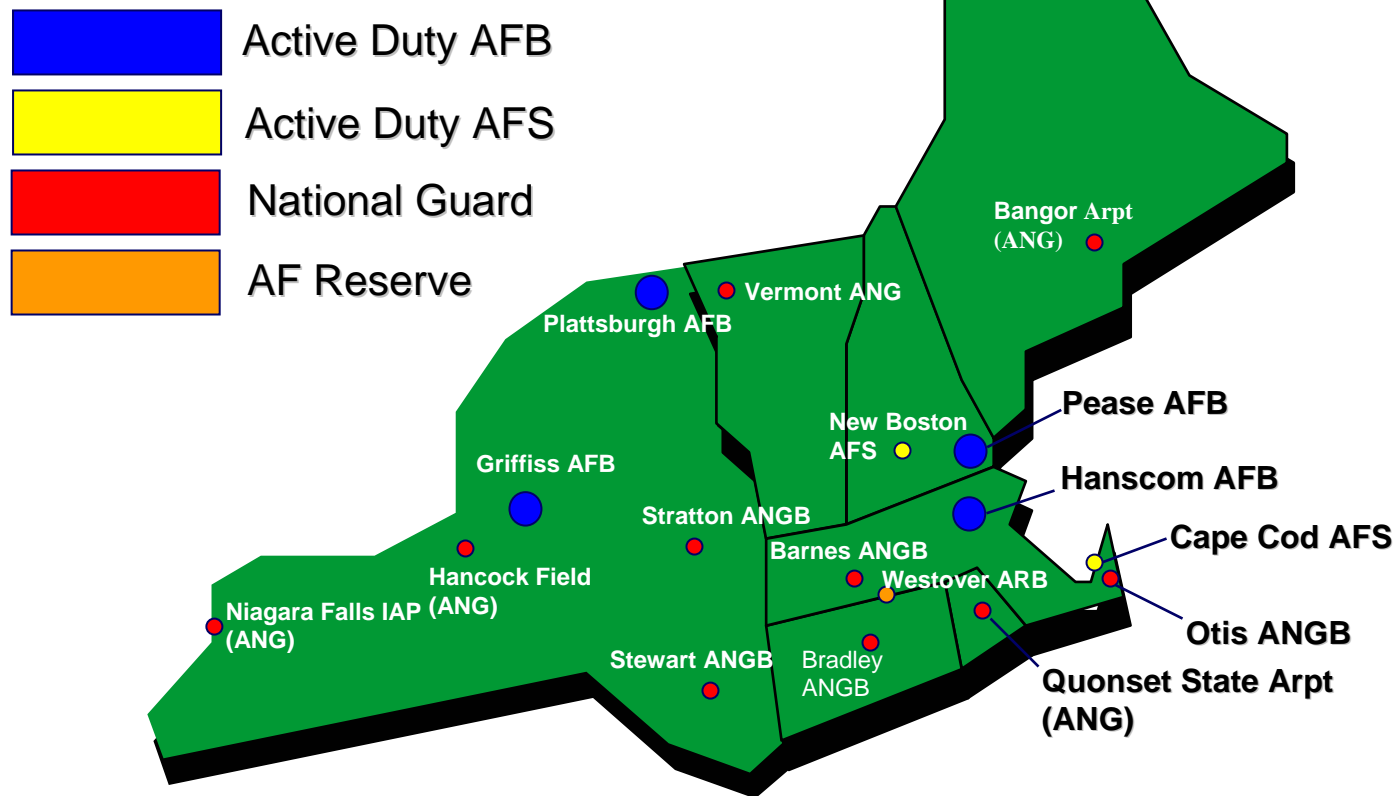 Active Duty AFB
Active Duty AFS
National Guard
AF Reserve
Bangor Arpt
(ANG)
Vermont ANG
Plattsburgh AFB
Pease AFB
New Boston
AFS
Griffiss AFB
Hanscom AFB
Stratton ANGB
Cape Cod AFS
Barnes ANGB
Westover ARB
Hancock Field
(ANG)
Niagara Falls IAP
(ANG)
Otis ANGB
Stewart ANGB
Bradley
ANGB
Quonset State Arpt
(ANG)